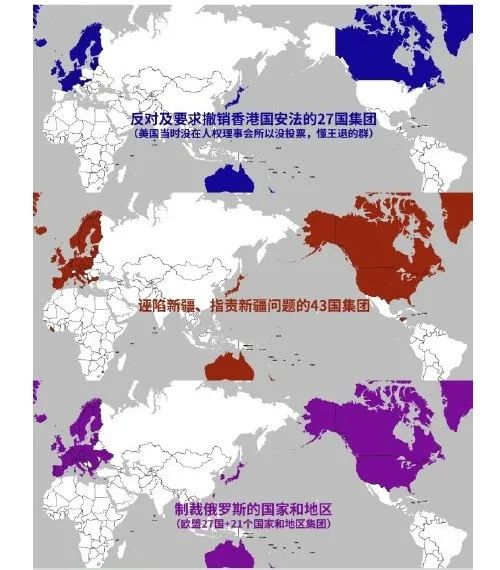 反对及要求撤销香港国安法的27国集团
（美国当时没在人权理事会所以没投票，懂王退的群）
诬陷新疆、指责新疆问题的43国集团
制裁俄罗斯的国家和地区
（欧盟27国+21个国家和地区集团）